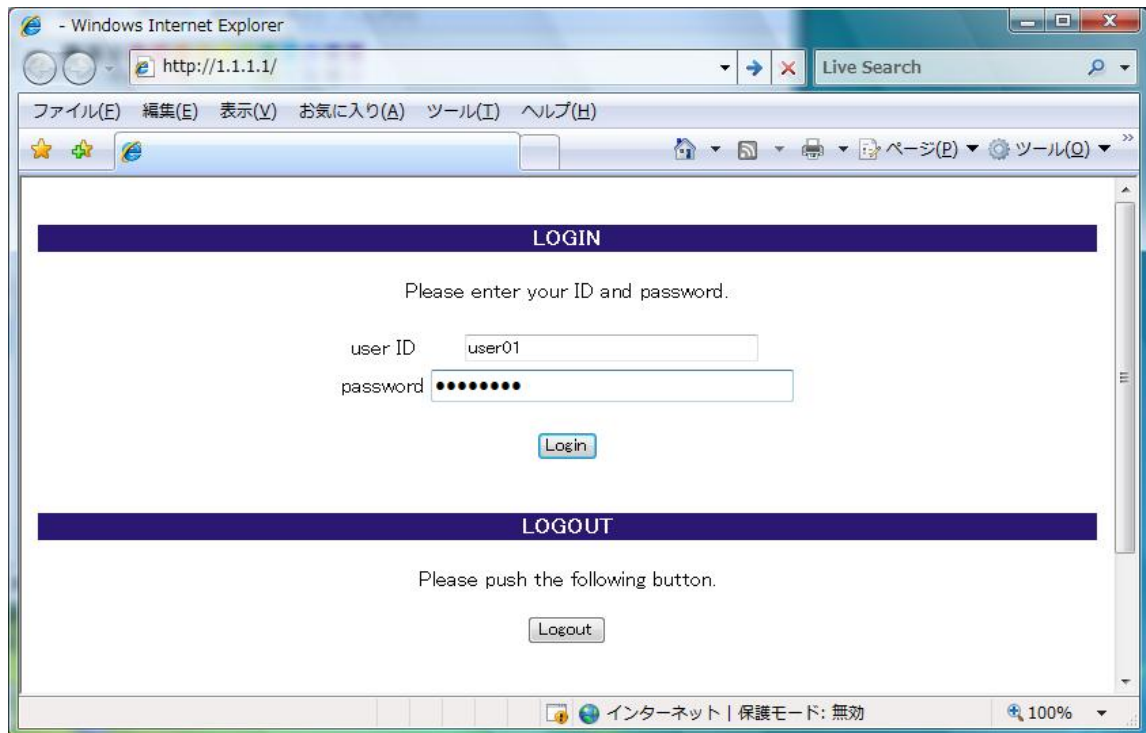 - Windows Internet Explorer
http://1.1.1.1/
Live Search
ファイル(F) 編集(E) 表示(V) お気に入り(A) ツール(T) ヘルプ(H)
ページ(P) ツール(O) »
LOGIN
Please enter your ID and password.
user ID user01
password ●●●●●●●●
Login
LOGOUT
Please push the following button.
Logout
インターネット | 保護モード: 無効 100%